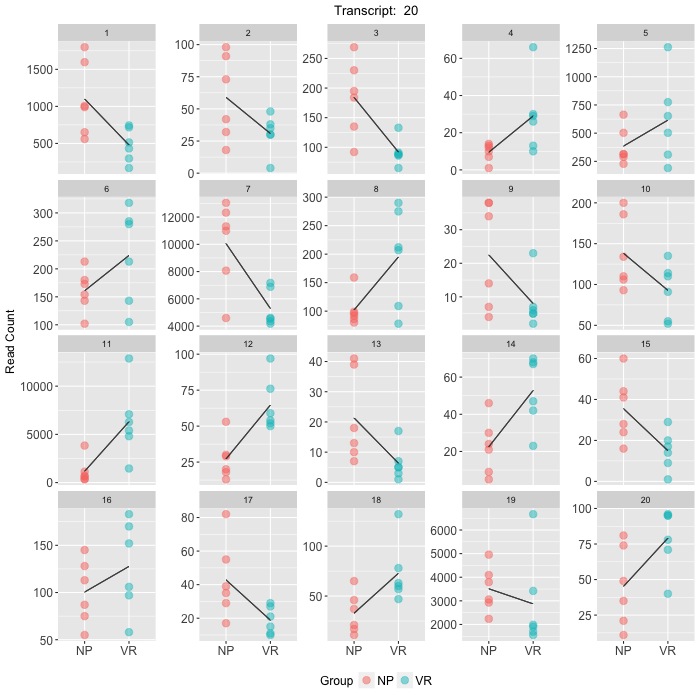 Transcript: 20
1 2 3 4 5
1500 1000 500
100 75 50 25 0
250 200 150 100
60 40 20 0
1250 1000 750 500 250
6 7 8 9 10
300 250 200 150 100
12000 10000 8000 6000 4000
300 200 100
30 20 10
200 150 100 50
Read Count
11 12 13 14 15
10000 5000 0
100 75 50 25
40 30 20 10 0
60 40 20
60 40 20 0
16 17 18 19 20
150 100 50
80 60 40 20
100 50
6000 5000 4000 3000 2000
100 75 50 25
NP VR NP VR NP VR NP VR NP VR
Group NP VR